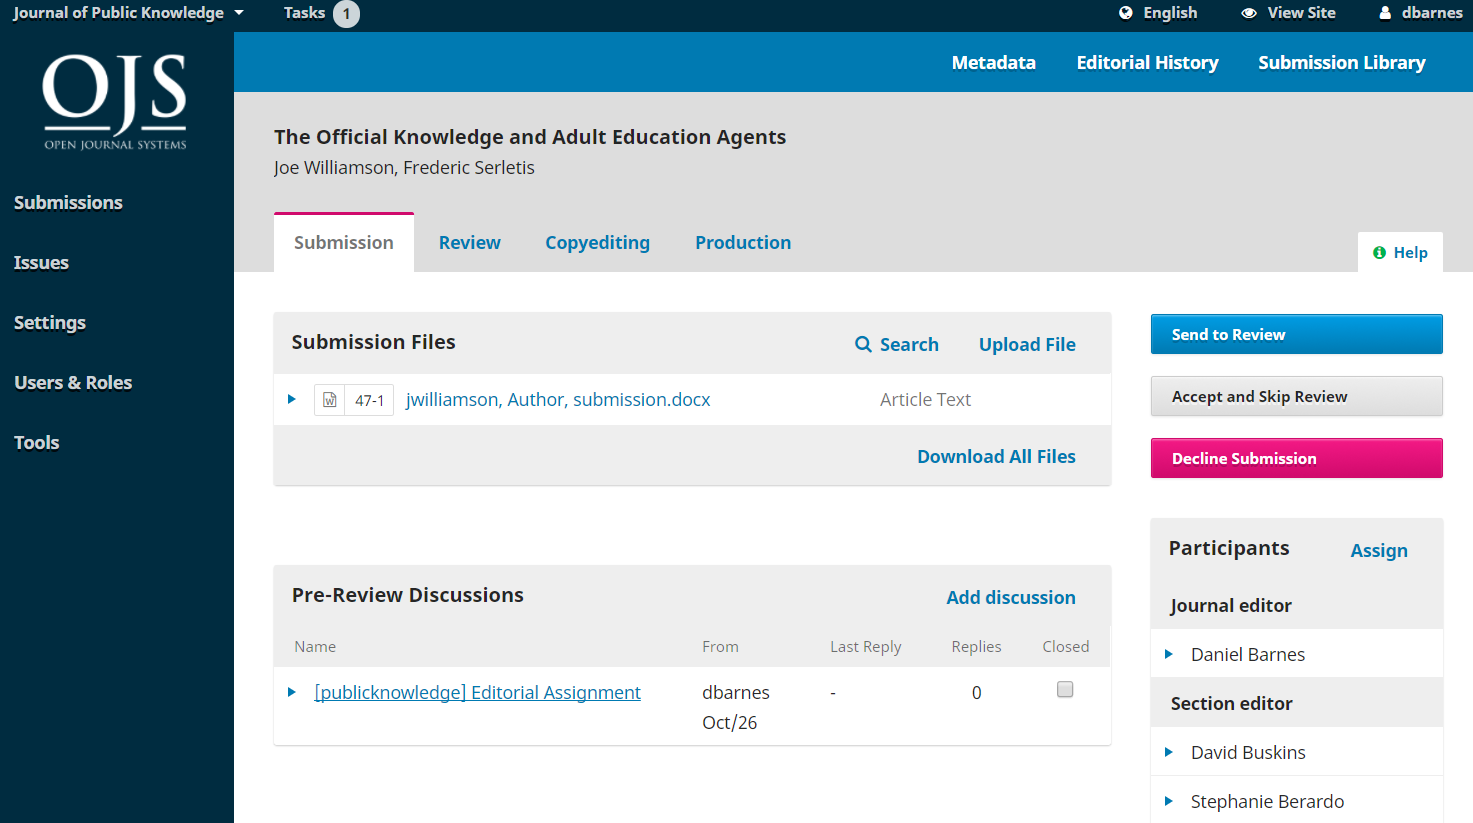 Journal of Public Knowledge Tasks 1 English View Site dbarnes
OJS
OPEN JOURNAL SYSTEMS
Metadata Editorial History Submission Library
The Official Knowledge and Adult Education Agents
Joe Williamson, Frederic Serletis
Submission Review Copyediting Production
Help
Submissions
Issues
Settings
Users & Roles
Tools
Submission Files Search Upload File
W 47-1 jwilliamson, Author, submission.docx Article Text
Download All Files
Pre-Review Discussions Add discussion
Name From Last Reply Replies Closed
[publicknowledge] Editorial Assignment dbarnes - 0
Oct/26
Send to Review
Accept and Skip Review
Decline Submission
Participants Assign
Journal editor
Daniel Barnes
Section editor
David Buskins
Stephanie Berardo